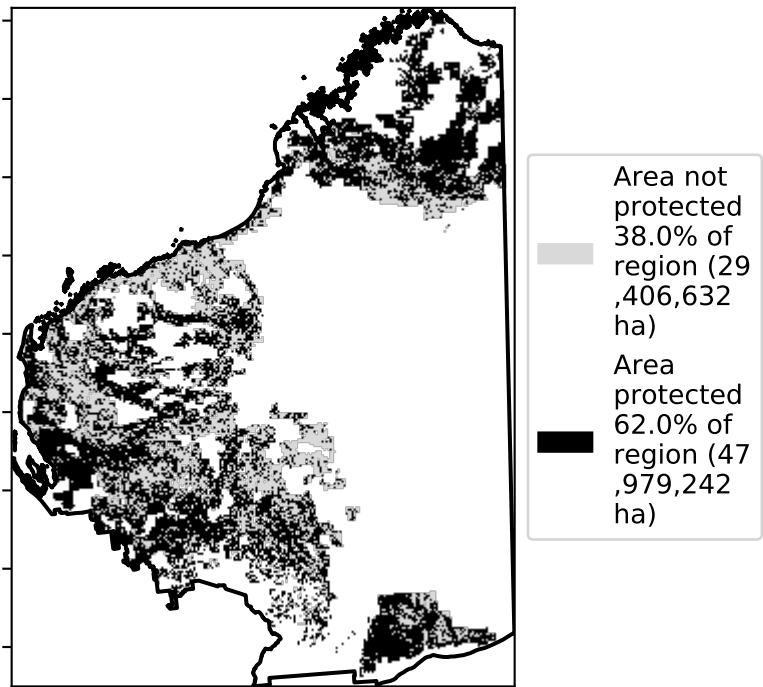 Area not
protected
38.0% of
region (29
,406,632
ha)
Area
protected
62.0% of
region (47
,979,242
ha)